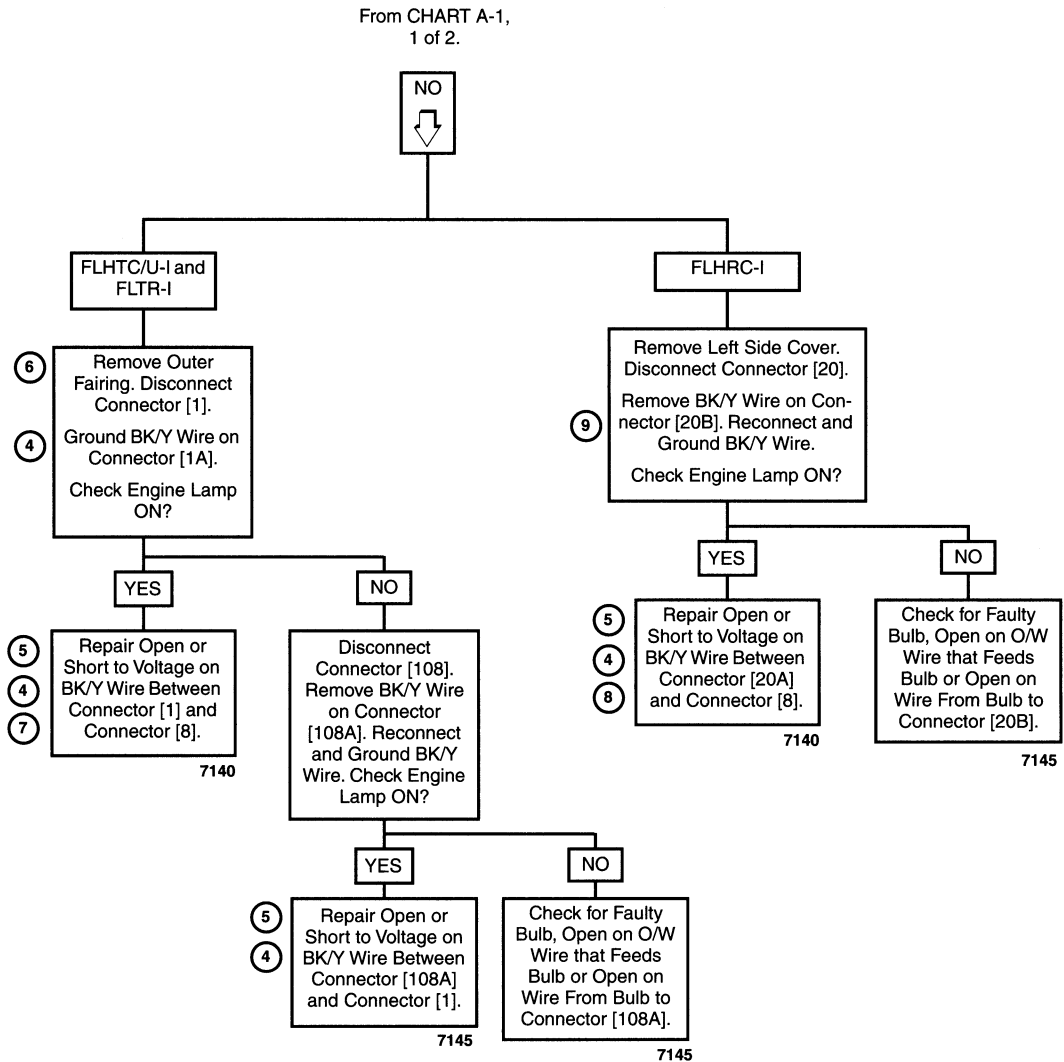 From CHART A-1,
1 of 2.
NO
FLHTC/U-I and
FLTR-I
6
Remove Outer
Fairing. Disconnect
Connector [1].
4
Ground BK/Y Wire on
Connector [1A].
Check Engine Lamp
ON?
YES
5
4
7
Repair Open or
Short to Voltage on
BK/Y Wire Between
Connector [1] and
Connector [8].
7140
NO
Disconnect
Connector [108].
Remove BK/Y Wire
on Connector
[108A]. Reconnect
and Ground BK/Y
Wire. Check Engine
Lamp ON?
YES
5
4
Repair Open or
Short to Voltage on
BK/Y Wire Between
Connector [108A]
and Connector [1].
7145
NO
Check for Faulty
Bulb, Open on O/W
Wire that Feeds
Bulb or Open on
Wire From Bulb to
Connector [108A].
7145
FLHRC-I
Remove Left Side Cover.
Disconnect Connector [20].
9
Remove BK/Y Wire on Con-
nector [20B]. Reconnect and
Ground BK/Y Wire.
Check Engine Lamp ON?
YES
5
4
8
Repair Open or
Short to Voltage on
BK/Y Wire Between
Connector [20A]
and Connector [8].
7140
NO
Check for Faulty
Bulb, Open on O/W
Wire that Feeds
Bulb or Open on
Wire From Bulb to
Connector [20B].
7145